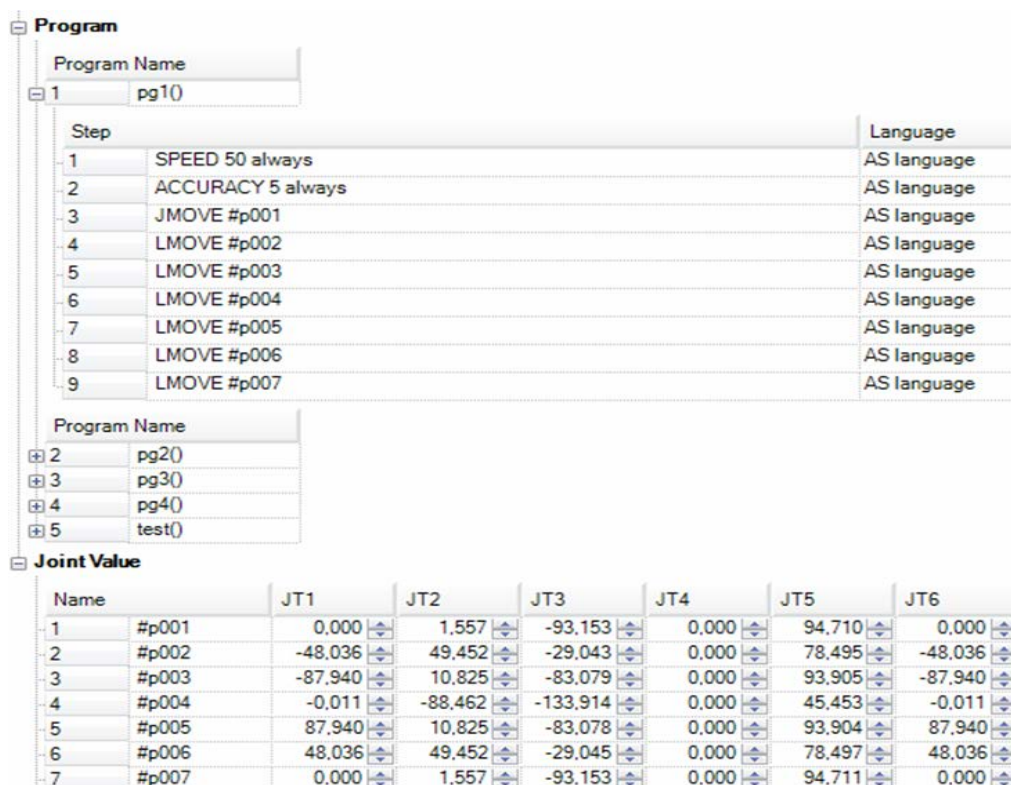 Program
Program Name
1 pg1()
Step Language
1 SPEED 50 always AS language
2 ACCURACY 5 always AS language
3 JMOVE #p001 AS language
4 LMOVE #p002 AS language
5 LMOVE #p003 AS language
6 LMOVE #p004 AS language
7 LMOVE #p005 AS language
8 LMOVE #p006 AS language
9 LMOVE #p007 AS language
Program Name
2 pg2()
3 pg3()
4 pg4()
5 test()
Joint Value
Name JT1 JT2 JT3 JT4 JT5 JT6
1 #p001 0,000 1,557 -93,153 0,000 94,710 0,000
2 #p002 -48,036 49,452 -29,043 0,000 78,495 -48,036
3 #p003 -87,940 10,825 -83,079 0,000 93,905 -87,940
4 #p004 -0,011 -88,462 -133,914 0,000 45,453 -0,011
5 #p005 87,940 10,825 -83,078 0,000 93,904 87,940
6 #p006 48,036 49,452 -29,045 0,000 78,497 48,036
7 #p007 0,000 1,557 -93,153 0,000 94,711 0,000